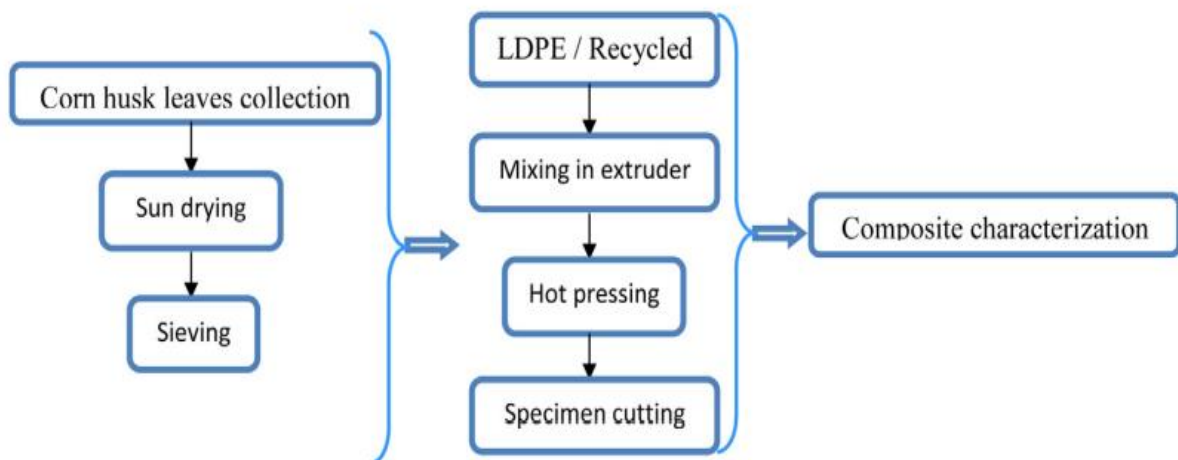 Corn husk leaves collection
Sun drying
Sieving
LDPE / Recycled
Mixing in extruder
Hot pressing
Specimen cutting
Composite characterization